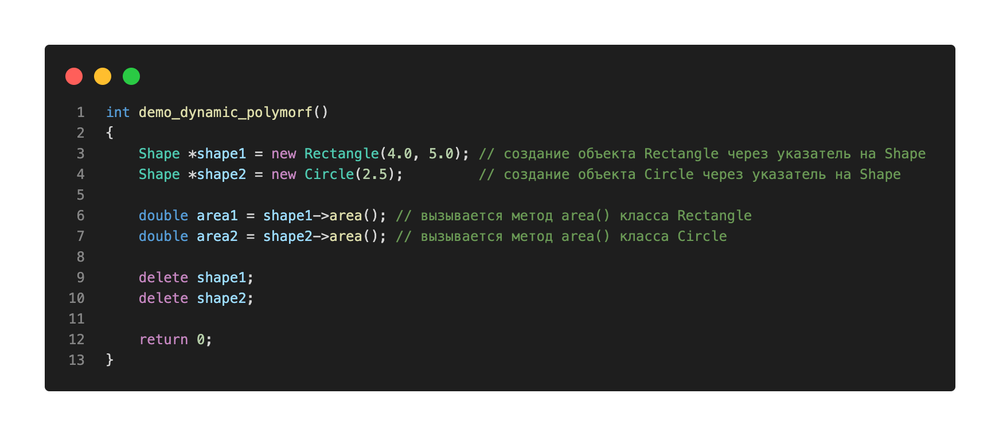 1 int demo_dynamic_polymorf()
2 {
3 Shape *shape1 = new Rectangle(4.0, 5.0); // создание объекта Rectangle через указатель на Shape
4 Shape *shape2 = new Circle(2.5); // создание объекта Circle через указатель на Shape
5
6 double area1 = shape1->area(); // вызывается метод area() класса Rectangle
7 double area2 = shape2->area(); // вызывается метод area() класса Circle
8
9 delete shape1;
10 delete shape2;
11
12 return 0;
13 }